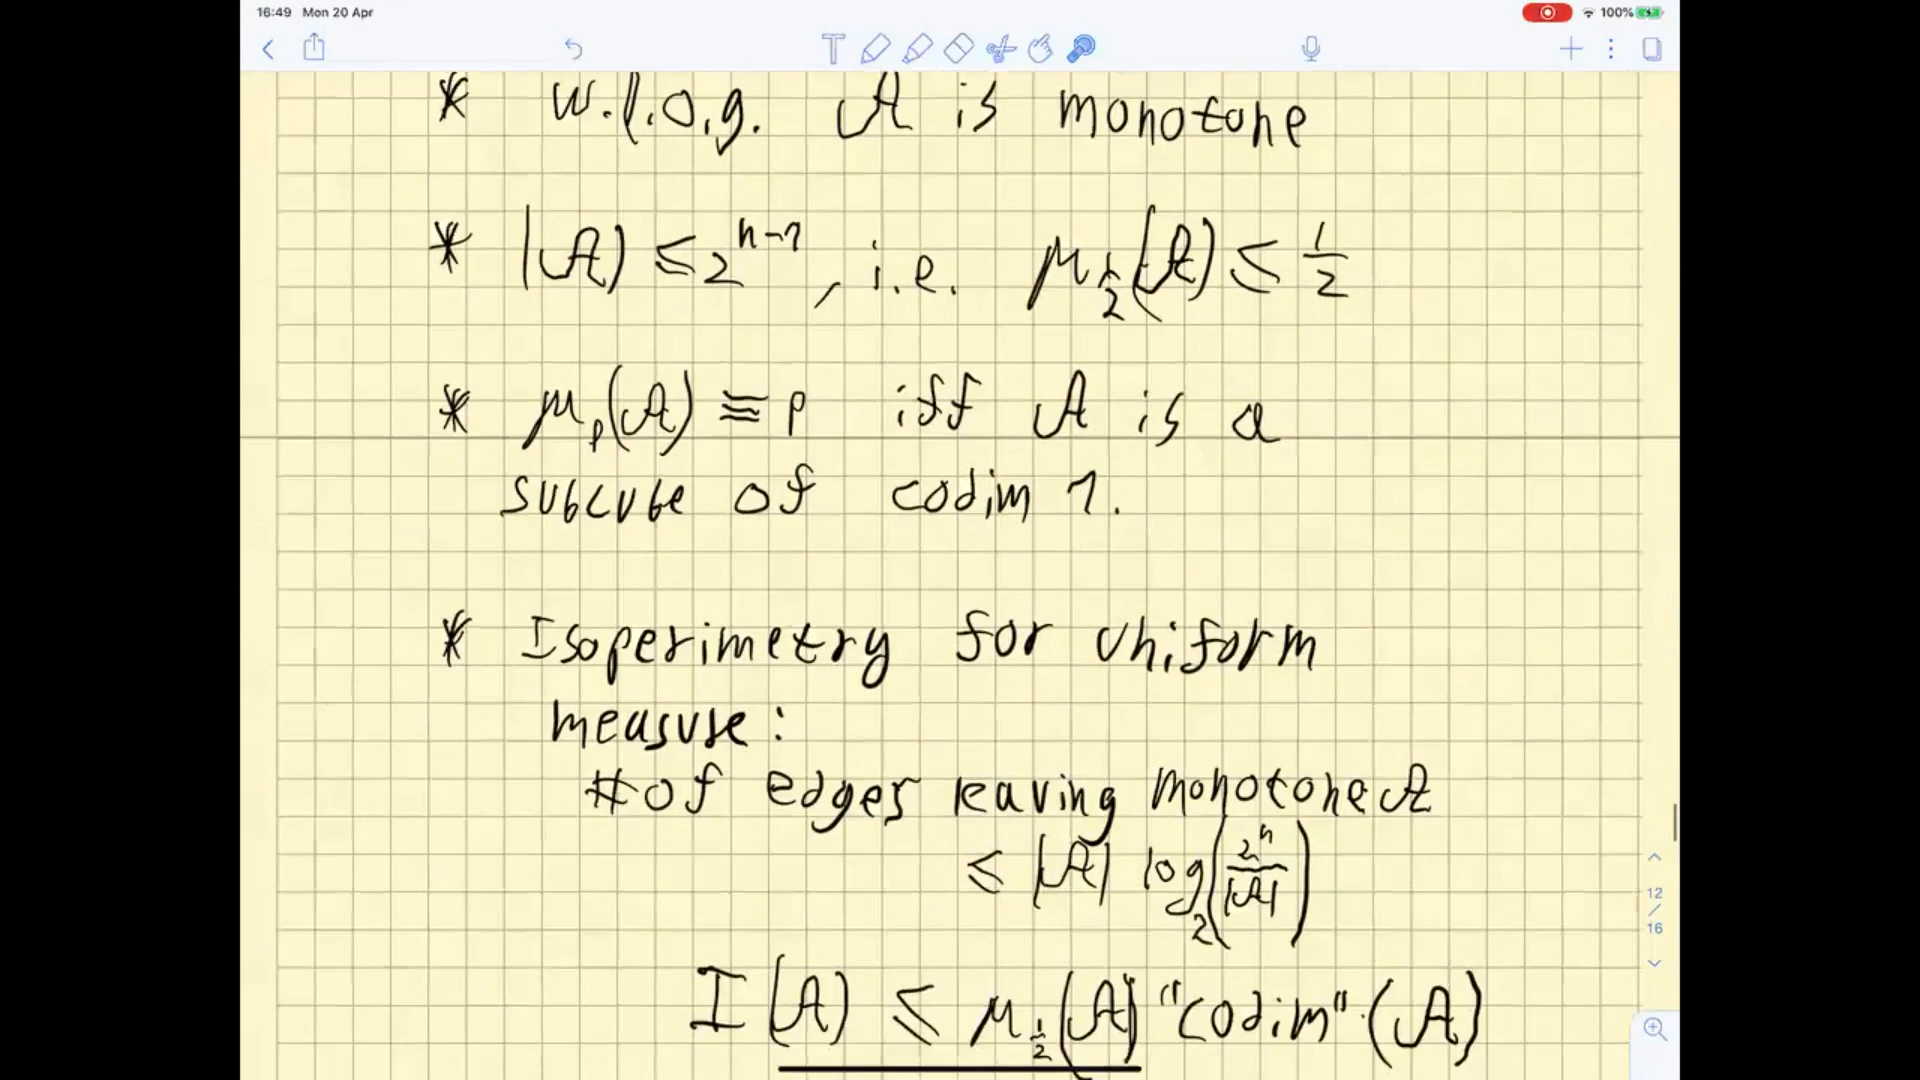 16:49 Mon 20 Apr
100%
T
* w.l.o.g. 𝒜 is monotone
* |𝒜| ≤ 2^{n-1}, i.e. μ_{1/2}(𝒜) ≤ 1/2
* μ_p(𝒜) ≡ p iff 𝒜 is a
subcube of codim 1.
* Isoperimetry for uniform
measure:
# of edges leaving monotone 𝒜
≤ |𝒜| log_2(2^n/|𝒜|)
12
/
16
I(𝒜) ≤ μ_{1/2}(𝒜) "codim" (𝒜)